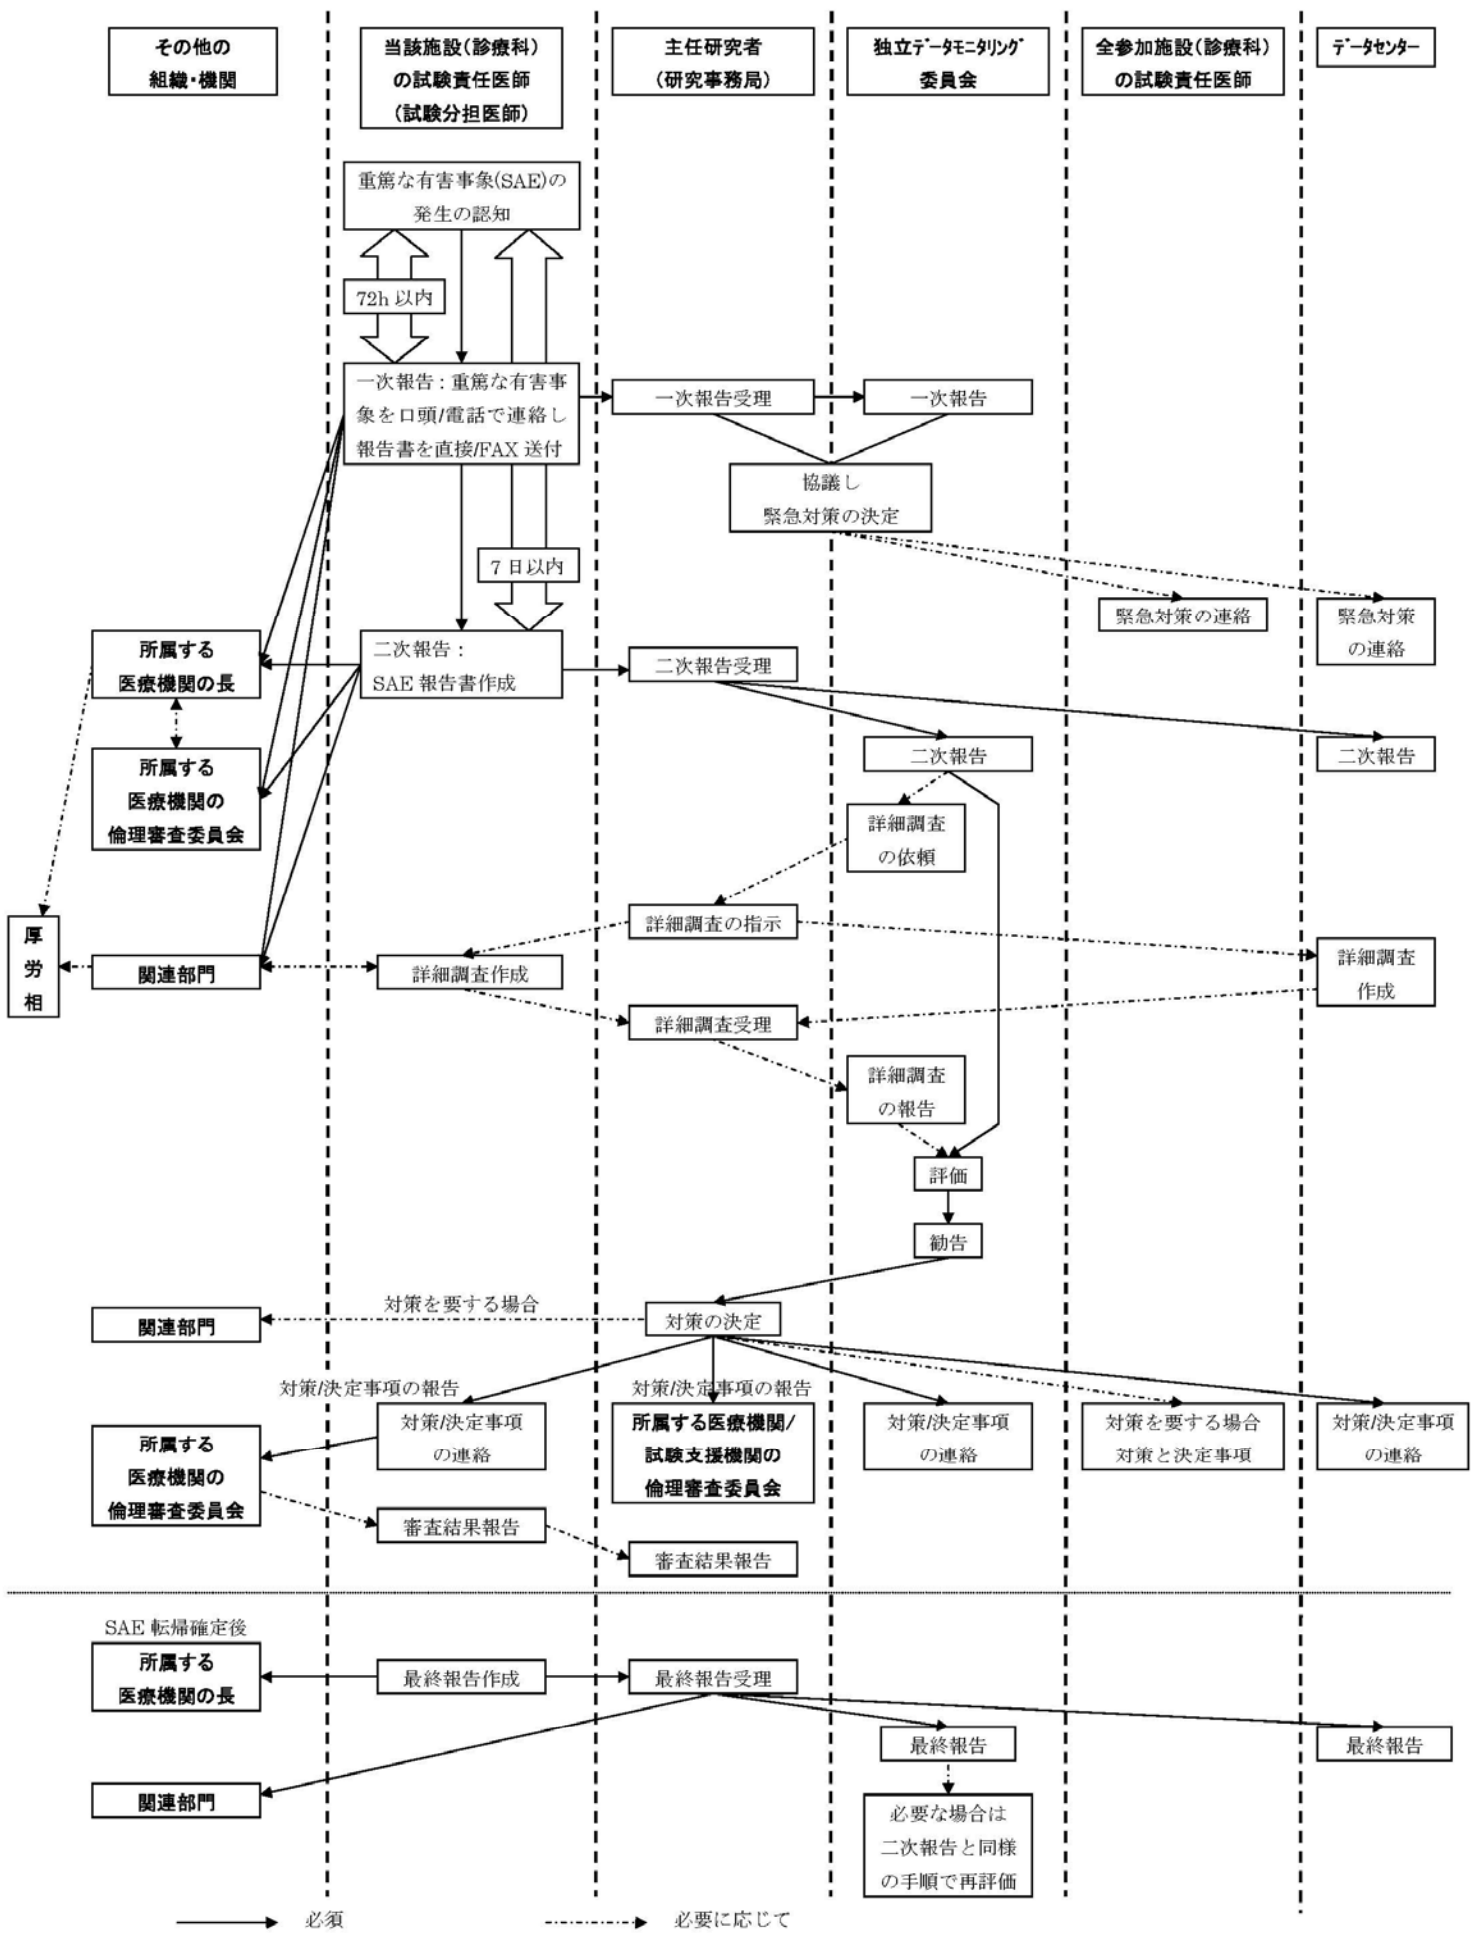 その他の
組織・機関
当該施設(診療科)
の試験責任医師
(試験分担医師)
主任研究者
(研究事務局)
独立ﾃﾞｰﾀﾓﾆﾀﾘﾝｸﾞ
委員会
全参加施設(診療科)
の試験責任医師
ﾃﾞｰﾀｾﾝﾀｰ
重篤な有害事象(SAE)の
発生の認知
72h 以内
一次報告：重篤な有害事
象を口頭/電話で連絡し
報告書を直接/FAX 送付
一次報告受理
一次報告
協議し
緊急対策の決定
7 日以内
緊急対策の連絡
緊急対策
の連絡
所属する
医療機関の長
二次報告：
SAE 報告書作成
二次報告受理
二次報告
二次報告
所属する
医療機関の
倫理審査委員会
詳細調査
の依頼
詳細調査の指示
厚
労
相
関連部門
詳細調査作成
詳細調査
作成
詳細調査受理
詳細調査
の報告
評価
勧告
対策を要する場合
対策の決定
関連部門
対策/決定事項の報告
対策/決定事項の報告
対策/決定事項
の連絡
所属する医療機関/
試験支援機関の
倫理審査委員会
対策/決定事項
の連絡
対策を要する場合
対策と決定事項
対策/決定事項
の連絡
所属する
医療機関の
倫理審査委員会
審査結果報告
審査結果報告
SAE 転帰確定後
所属する
医療機関の長
最終報告作成
最終報告受理
最終報告
最終報告
関連部門
必要な場合は
二次報告と同様
の手順で再評価
必須
必要に応じて